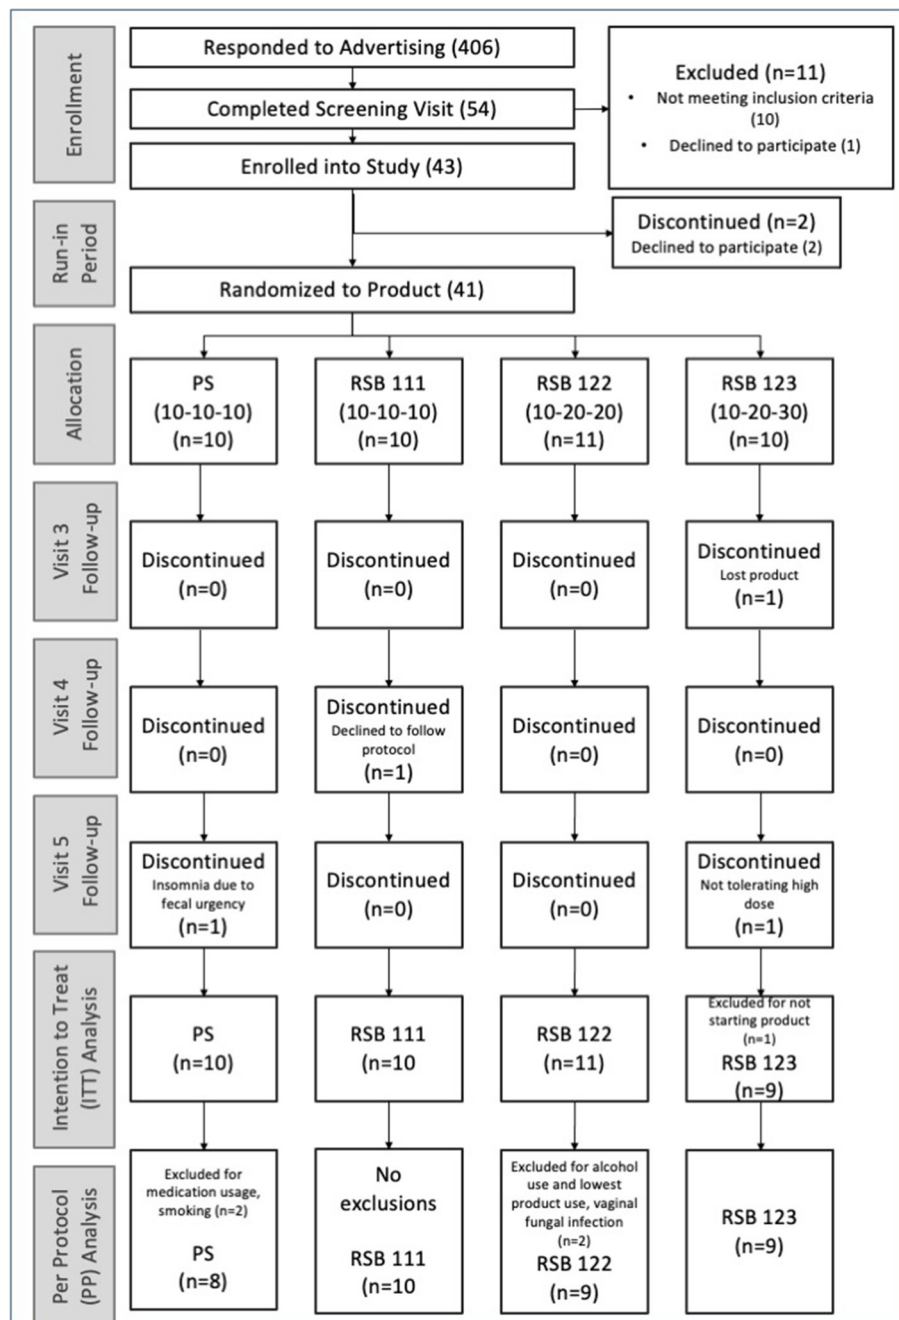 Enrollment
Responded to Advertising (406)
Completed Screening Visit (54)
Enrolled into Study (43)
Excluded (n=11)
• Not meeting inclusion criteria
(10)
• Declined to participate (1)
Run-in
Period
Discontinued (n=2)
Declined to participate (2)
Randomized to Product (41)
Allocation
PS
(10-10-10)
(n=10)
RSB 111
(10-10-10)
(n=10)
RSB 122
(10-20-20)
(n=11)
RSB 123
(10-20-30)
(n=10)
Visit 3
Follow-up
Discontinued
(n=0)
Discontinued
(n=0)
Discontinued
(n=0)
Discontinued
Lost product
(n=1)
Visit 4
Follow-up
Discontinued
(n=0)
Discontinued
Declined to follow
protocol
(n=1)
Discontinued
(n=0)
Discontinued
(n=0)
Visit 5
Follow-up
Discontinued
Insomnia due to
fecal urgency
(n=1)
Discontinued
(n=0)
Discontinued
(n=0)
Discontinued
Not tolerating high
dose
(n=1)
Intention to Treat
(ITT) Analysis
PS
(n=10)
RSB 111
(n=10
RSB 122
(n=11)
Excluded for not
starting product
(n=1)
RSB 123
(n=9)
Per Protocol
(PP) Analysis
Excluded for
medication usage,
smoking (n=2)
PS
(n=8)
No
exclusions
RSB 111
(n=10
Excluded for alcohol
use and lowest
product use, vaginal
fungal infection
(n=2)
RSB 122
(n=9)
RSB 123
(n=9)